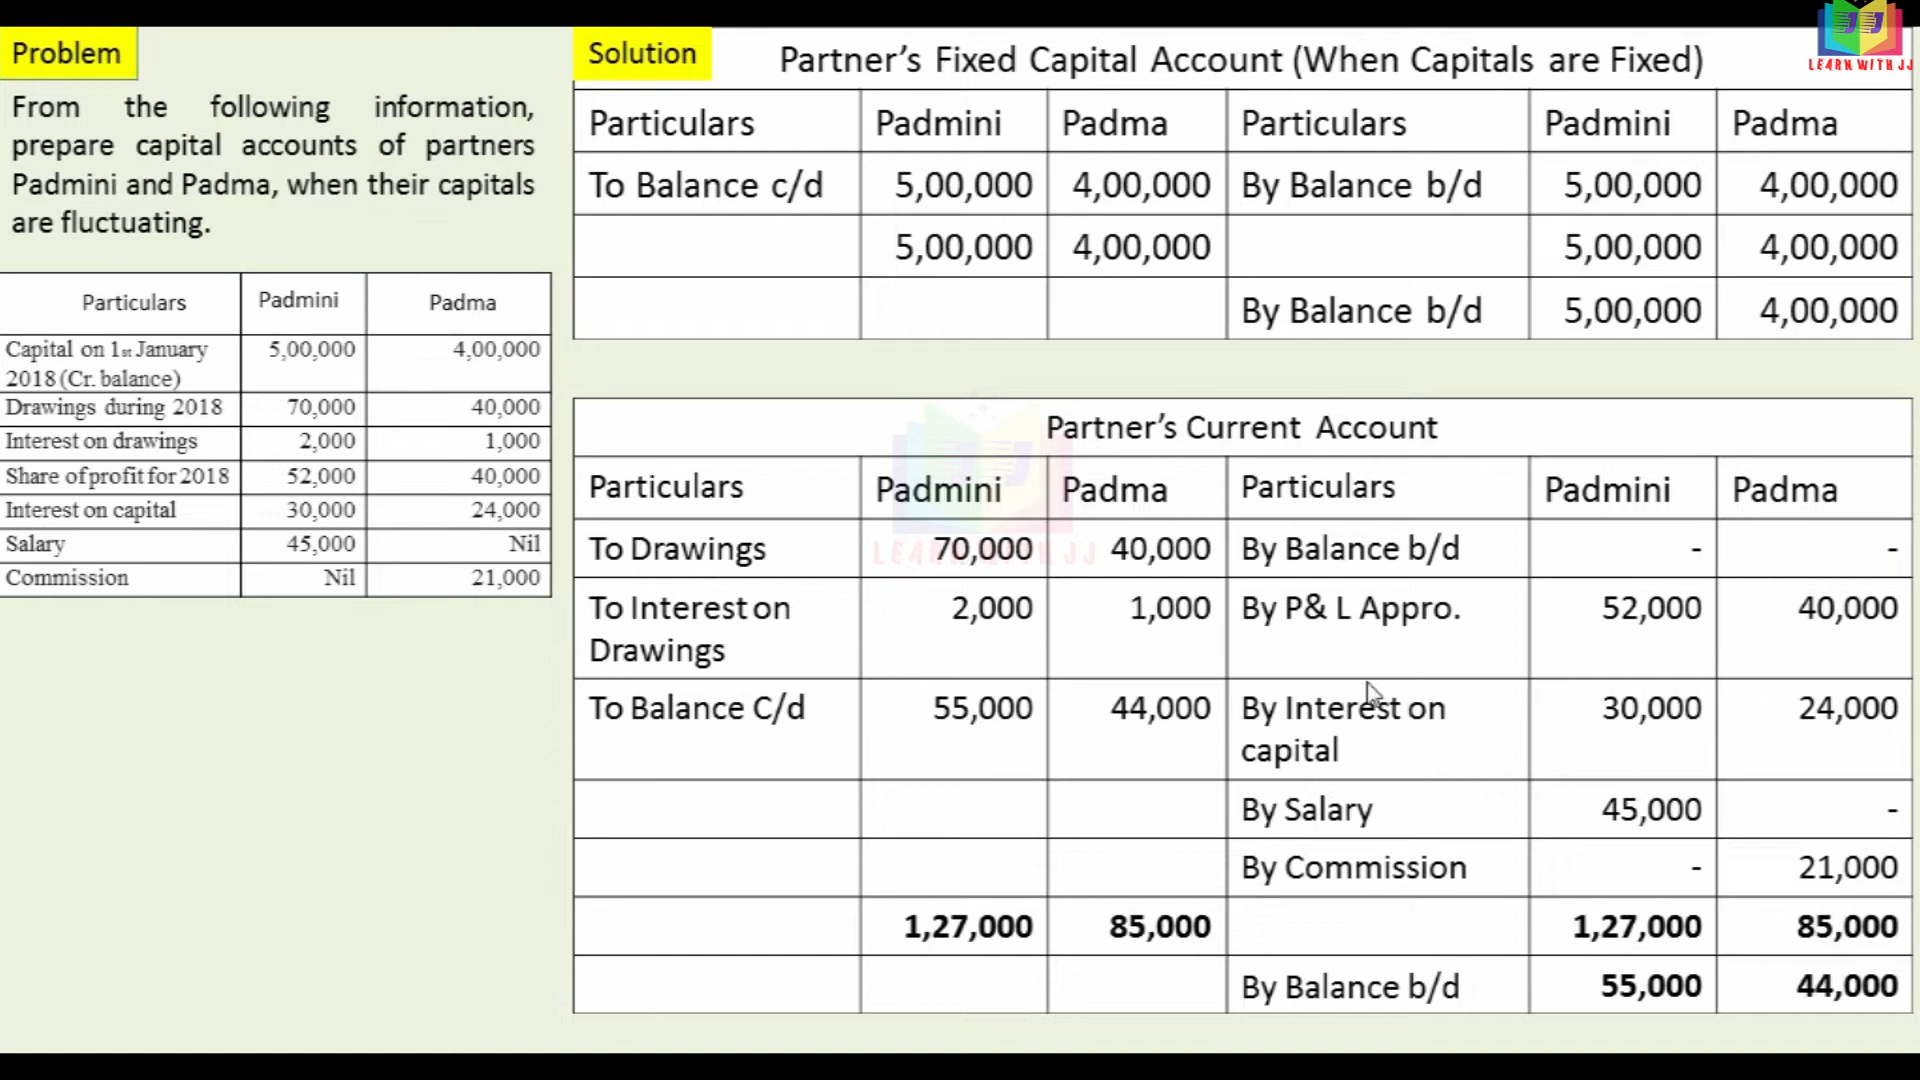 Problem
From the following information,
prepare capital accounts of partners
Padmini and Padma, when their capitals
are fluctuating.
Particulars Padmini Padma
Capital on 1st January 5,00,000 4,00,000
2018 (Cr. balance)
Drawings during 2018 70,000 40,000
Interest on drawings 2,000 1,000
Share of profit for 2018 52,000 40,000
Interest on capital 30,000 24,000
Salary 45,000 Nil
Commission Nil 21,000
Solution
Partner’s Fixed Capital Account (When Capitals are Fixed)
LEARN WITH JJ
Particulars Padmini Padma Particulars Padmini Padma
To Balance c/d 5,00,000 4,00,000 By Balance b/d 5,00,000 4,00,000
5,00,000 4,00,000 5,00,000 4,00,000
By Balance b/d 5,00,000 4,00,000
Partner’s Current Account
Particulars Padmini Padma Particulars Padmini Padma
To Drawings 70,000 40,000 By Balance b/d - -
LEARN WITH JJ
To Interest on 2,000 1,000 By P& L Appro. 52,000 40,000
Drawings
To Balance C/d 55,000 44,000 By Interest on 30,000 24,000
capital
By Salary 45,000 -
By Commission - 21,000
1,27,000 85,000 1,27,000 85,000
By Balance b/d 55,000 44,000